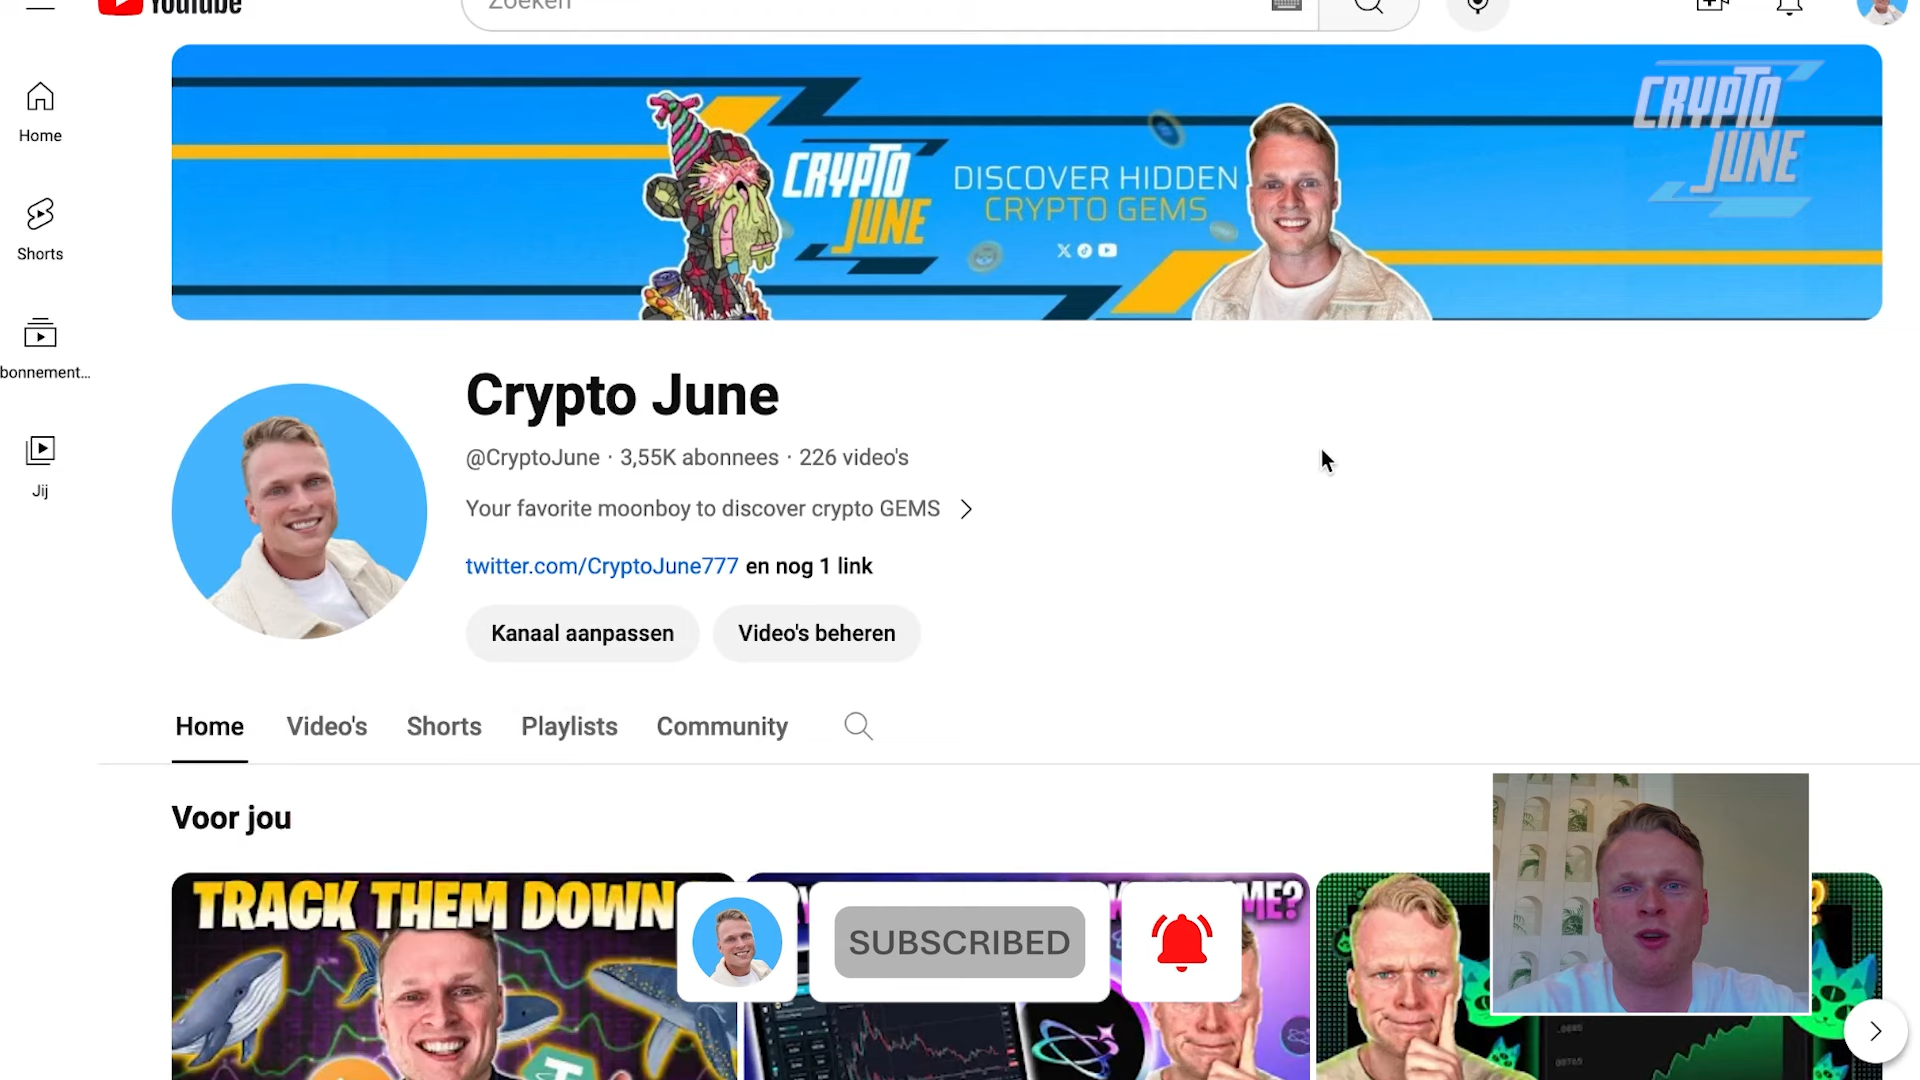 YouTube
Zoeken
Home
Shorts
bonnement...
Jij
CRYPTO
JUNE
DISCOVER HIDDEN
CRYPTO GEMS
CRYPTO
JUNE
Crypto June
@CryptoJune · 3,55K abonnees · 226 video's
Your favorite moonboy to discover crypto GEMS
twitter.com/CryptoJune777 en nog 1 link
Kanaal aanpassen
Video's beheren
Home
Video's
Shorts
Playlists
Community
Voor jou
TRACK THEM DOWN
ME?
SUBSCRIBED